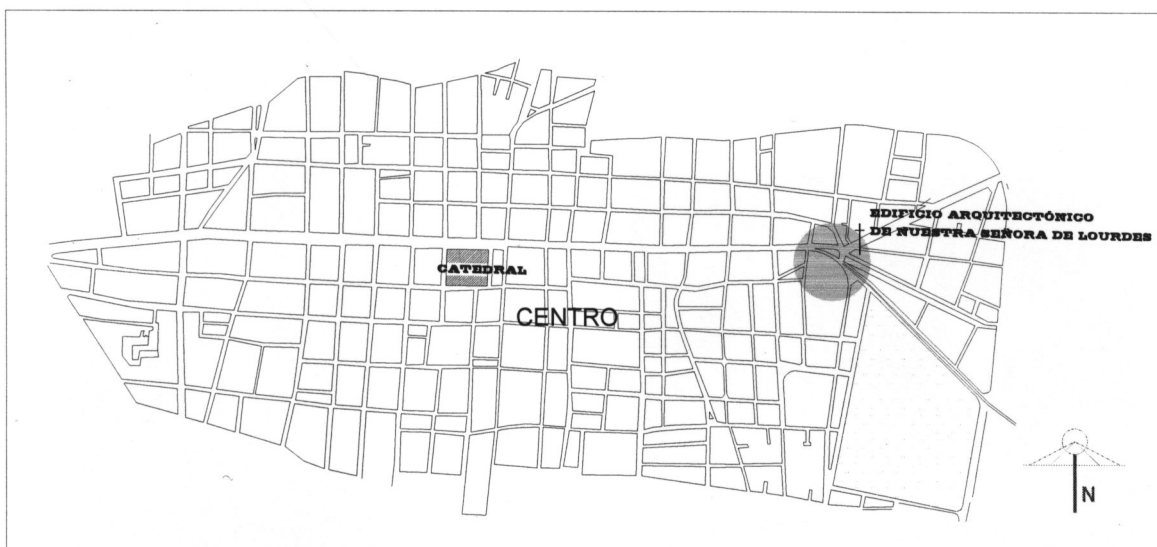 EDIFICIO ARQUITECTÓNICO
DE NUESTRA SEÑORA DE LOURDES
CATEDRAL
CENTRO
N